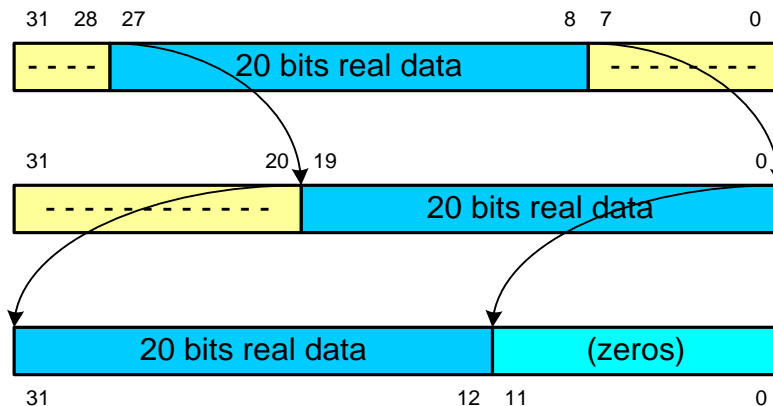 31 28 27 8 7 0
- - - - 20 bits real data - - - - - - - -
31 20 19 0
- - - - - - - - - - - - 20 bits real data
20 bits real data (zeros)
31 12 11 0